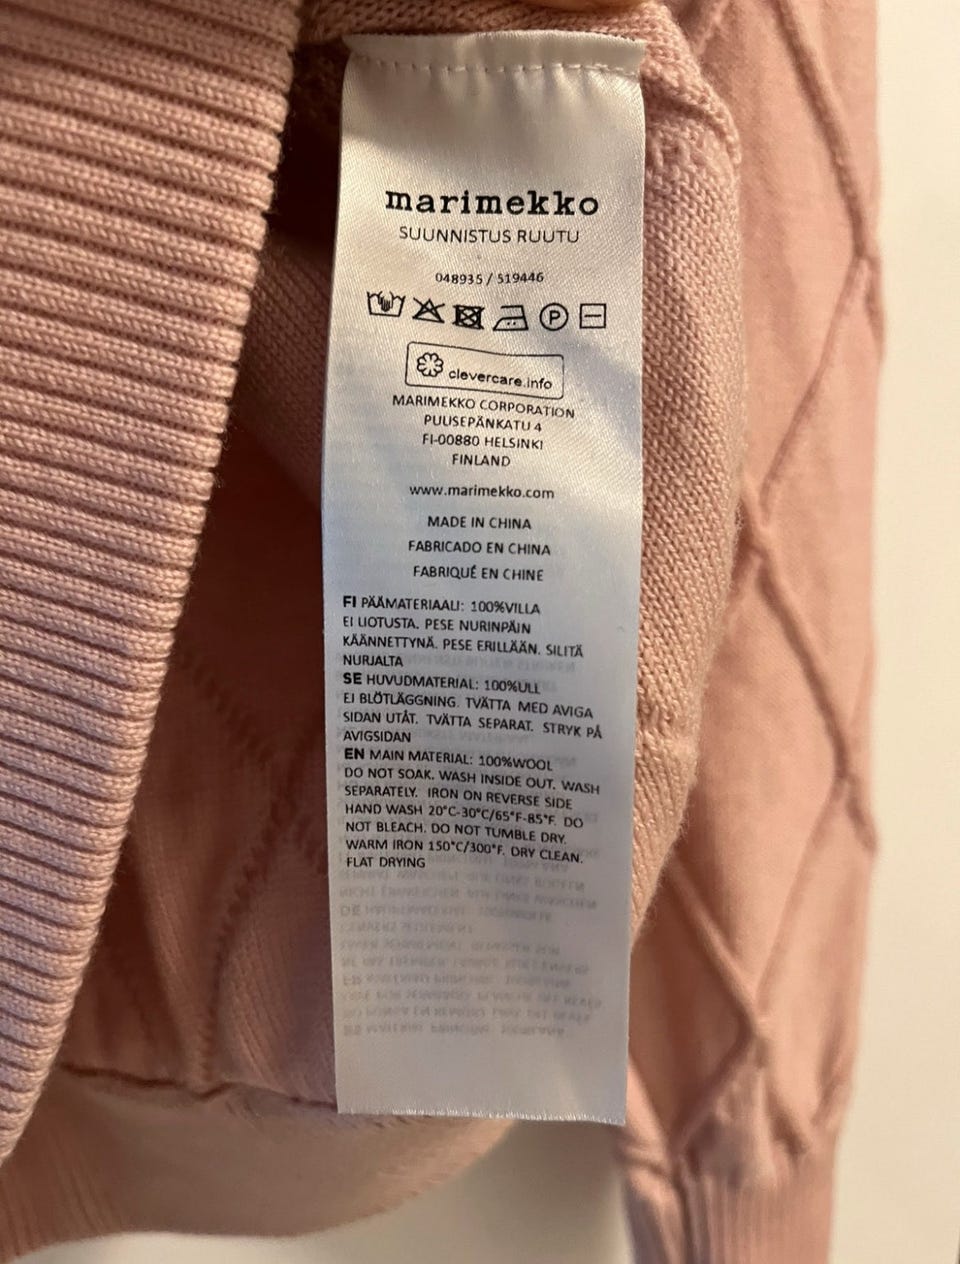 marimekko
SUUNNISTUS RUUTU
048935 / 519446
P
clevercare.info
MARIMEKKO CORPORATION
PUUSEPÄNKATU 4
FI-00880 HELSINKI
FINLAND
www.marimekko.com
MADE IN CHINA
FABRICADO EN CHINA
FABRIQUÉ EN CHINE
FI PÄÄMATERIAALI: 100%VILLA
EI LIOTUSTA. PESE NURINPÄIN
KÄÄNNETTYNÄ. PESE ERILLÄÄN. SILITÄ
NURJALTA
SE HUVUDMATERIAL: 100%ULL
EJ BLÖTLÄGGNING. TVÄTTA MED AVIGA
SIDAN UTÅT. TVÄTTA SEPARAT. STRYK PÅ
AVIGSIDAN
EN MAIN MATERIAL: 100%WOOL
DO NOT SOAK. WASH INSIDE OUT. WASH
SEPARATELY. IRON ON REVERSE SIDE
HAND WASH 20°C-30°C/65°F-85°F. DO
NOT BLEACH. DO NOT TUMBLE DRY.
WARM IRON 150°C/300°F. DRY CLEAN.
FLAT DRYING